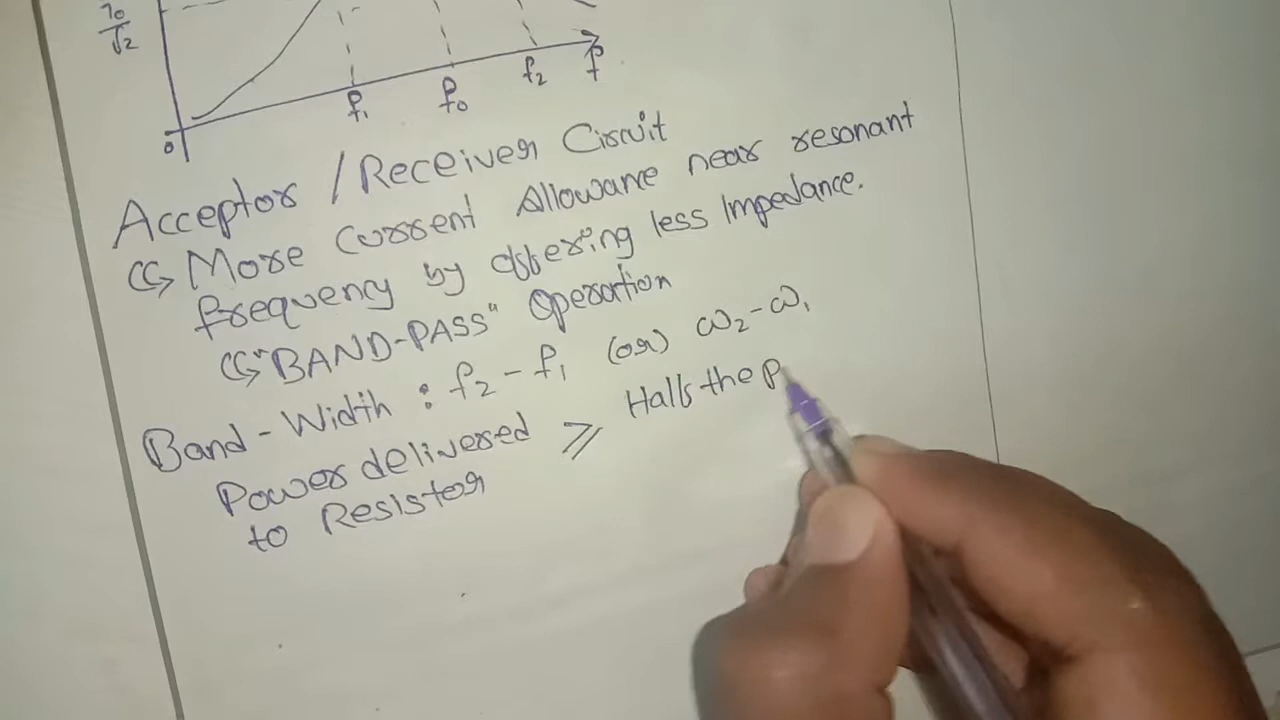 I0/√2
0
f1
f0
f2
f
Acceptor / Receiver Circuit
↳ More Current Allowance near resonant
frequency by offering less Impedance.
↳ "BAND-PASS" Operation
Band-Width : f2 - f1 (or) ω2 - ω1
Power delivered ≥ Half the P
to Resistor